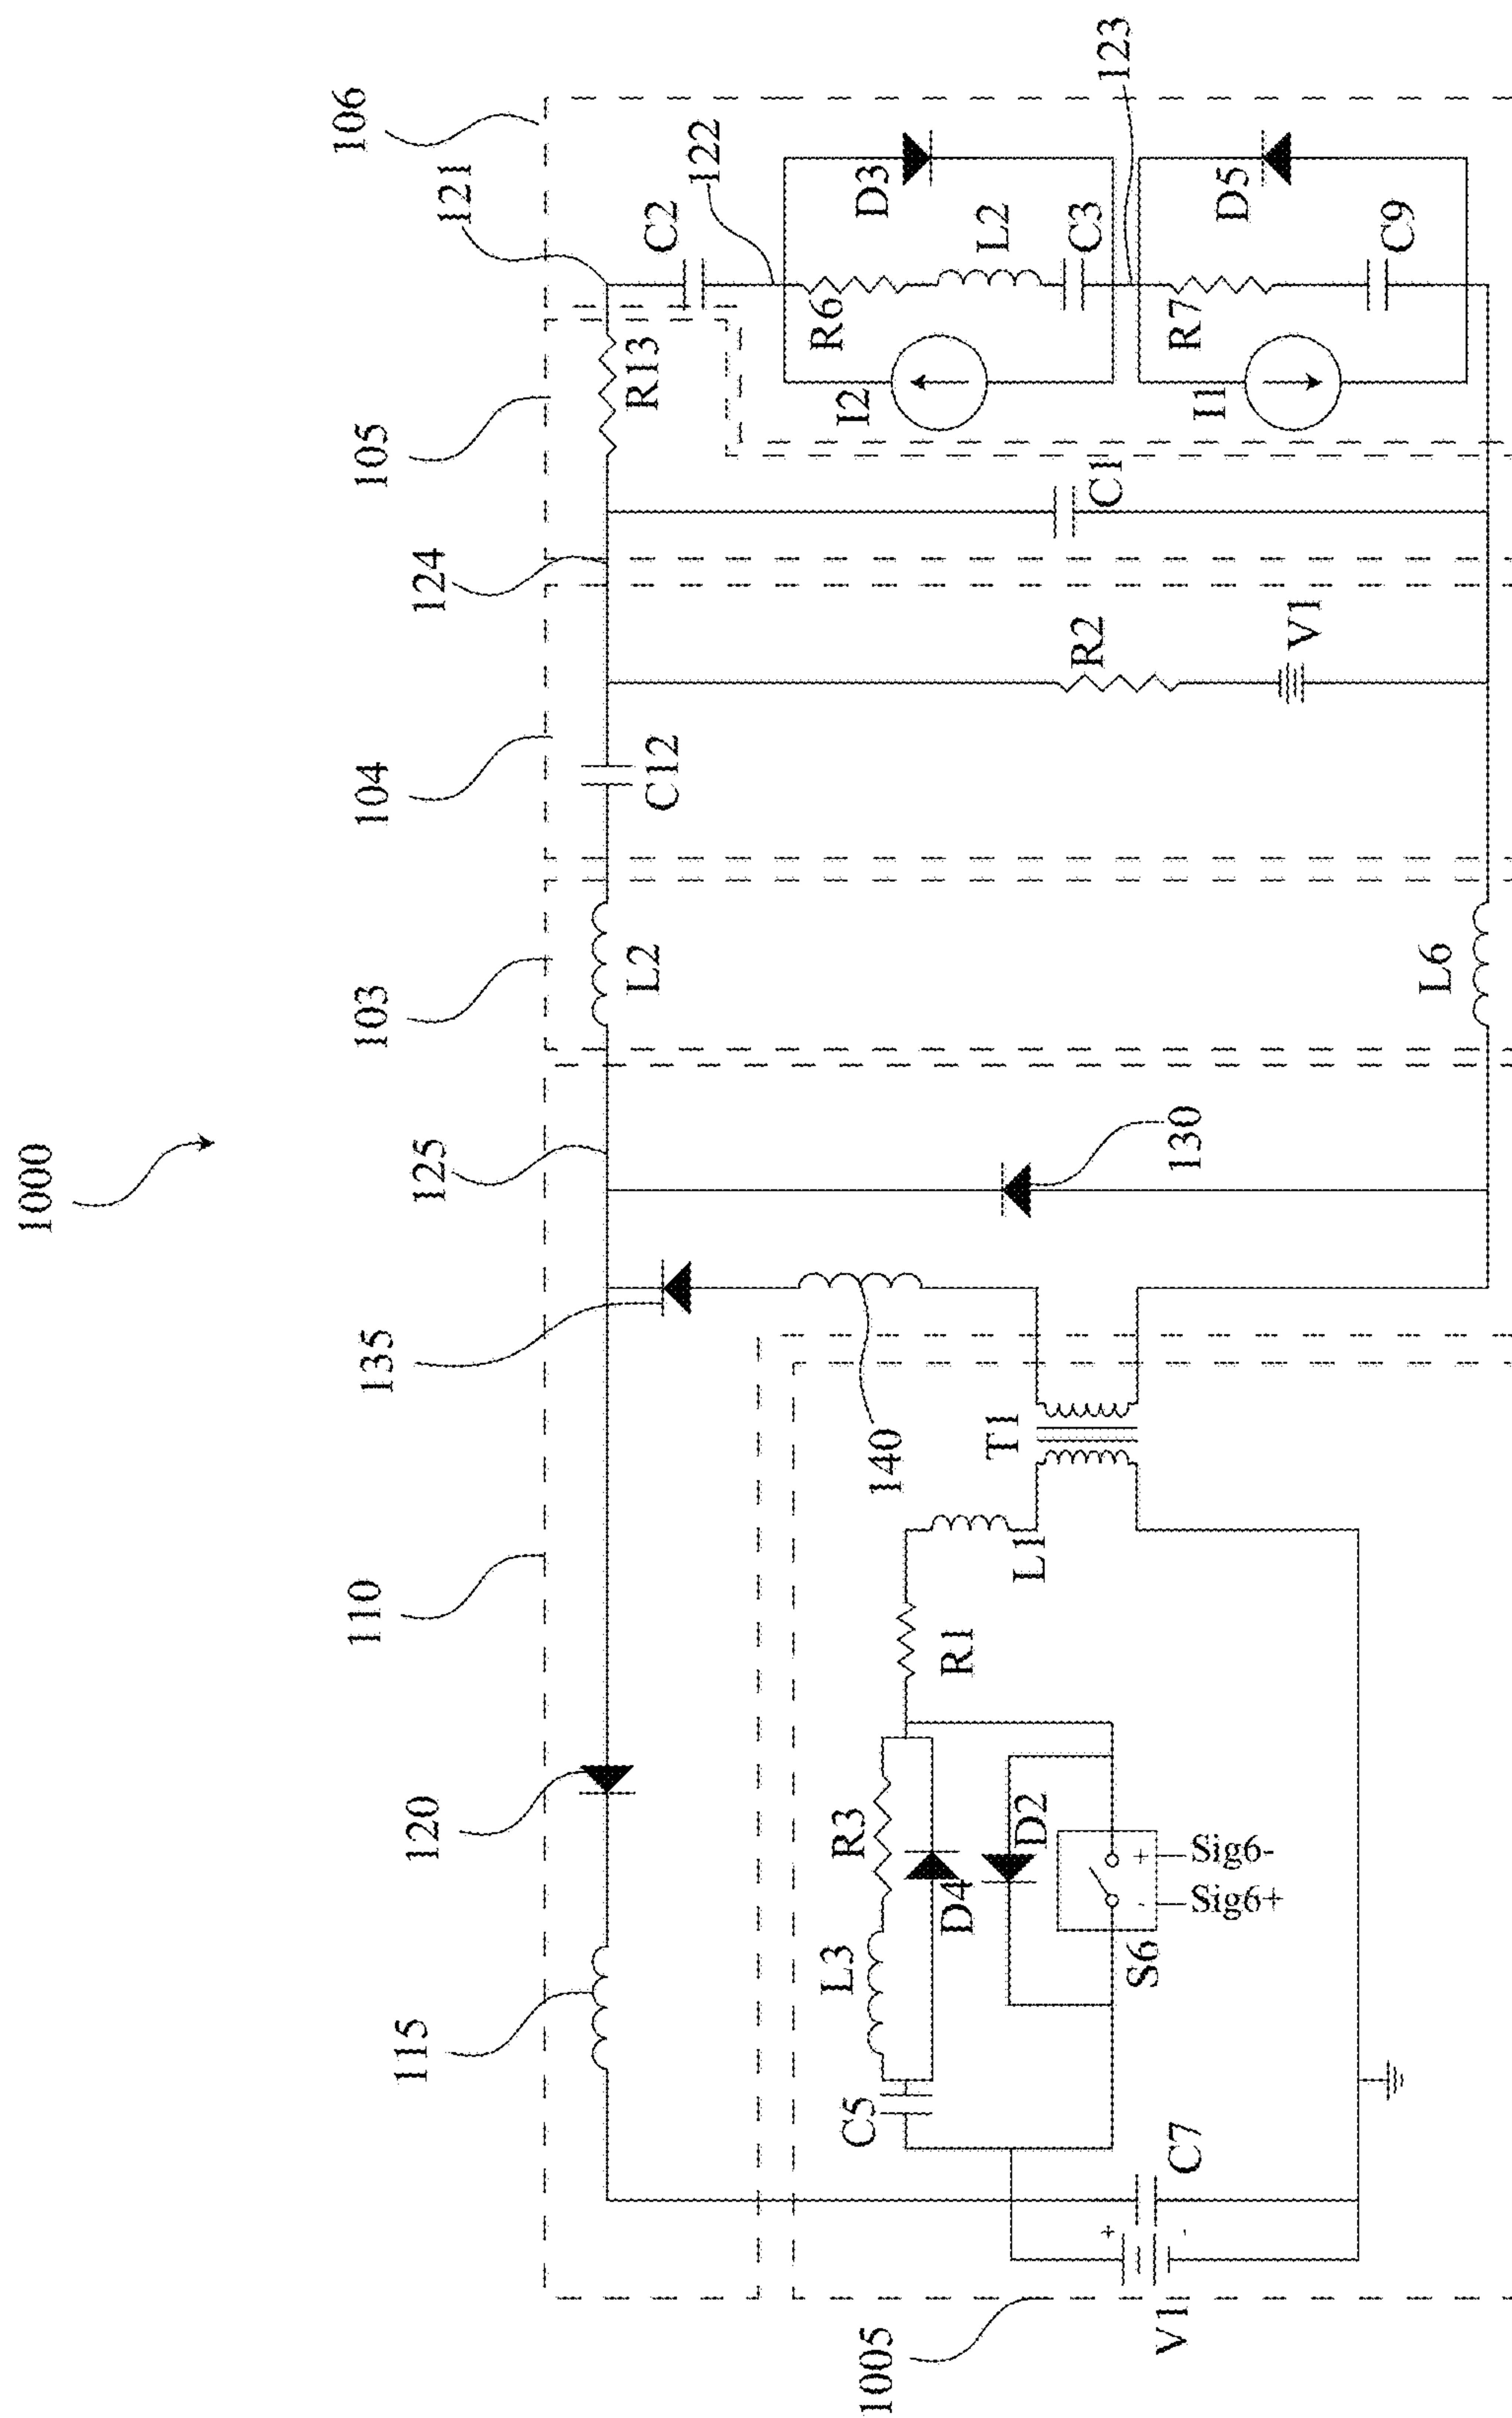 1000
106
121
105
124
104
103
125
135
110
120
115
C2
122
123
R13
D3
R6
L2
C3
I2
D5
R7
C9
I1
C1
R2
V1
C12
L2
L6
130
140
T1
L1
R1
R3
D4
L3
C5
D2
S6
+
-
Sig6-
Sig6+
C7
+
-
V1
1005